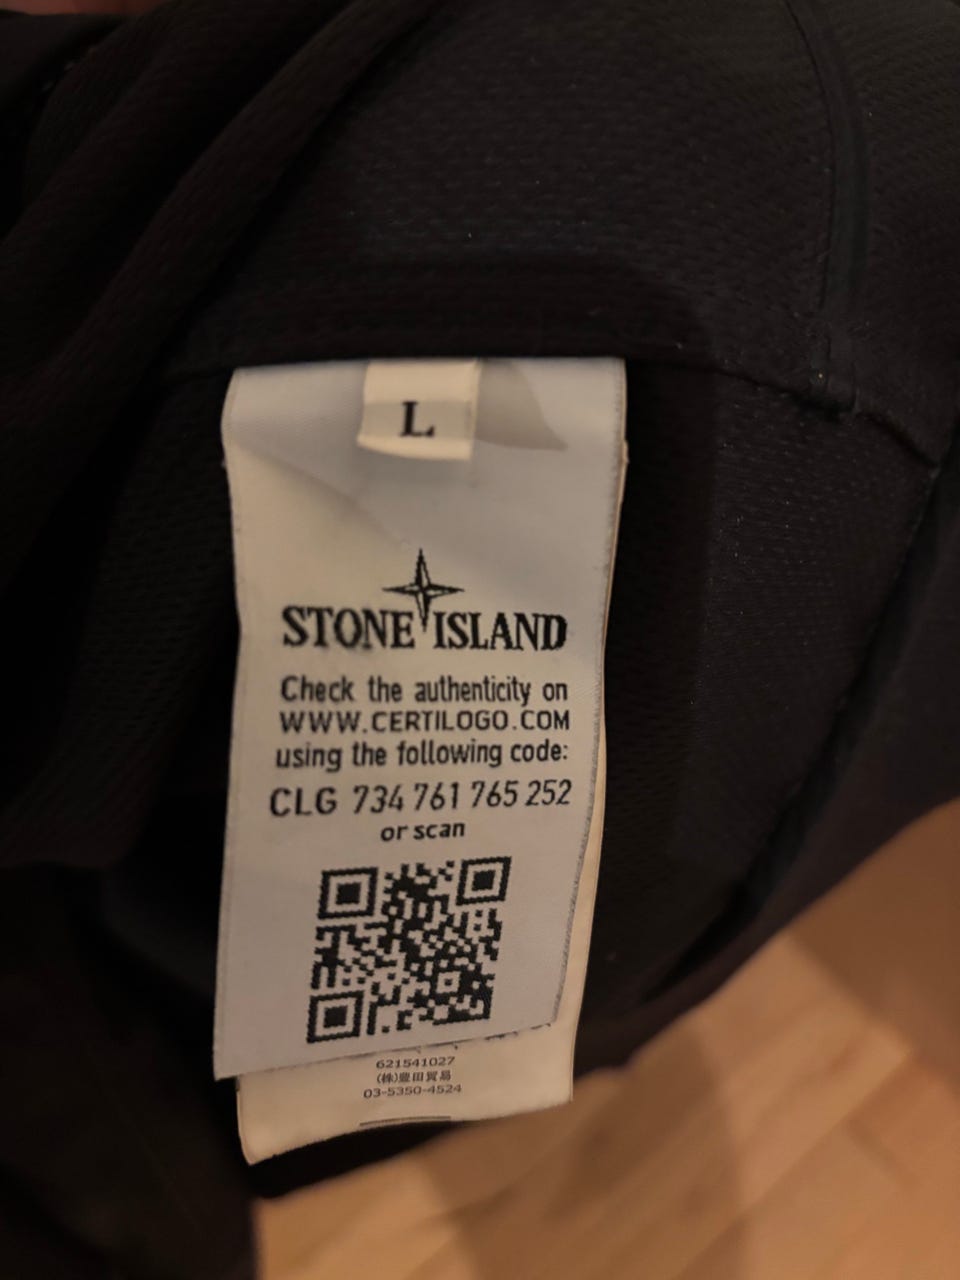 L
STONE ISLAND
Check the authenticity on
WWW.CERTILOGO.COM
using the following code:
CLG 734 761 765 252
or scan
621541027
(株)豊田貿易
03-5350-4524